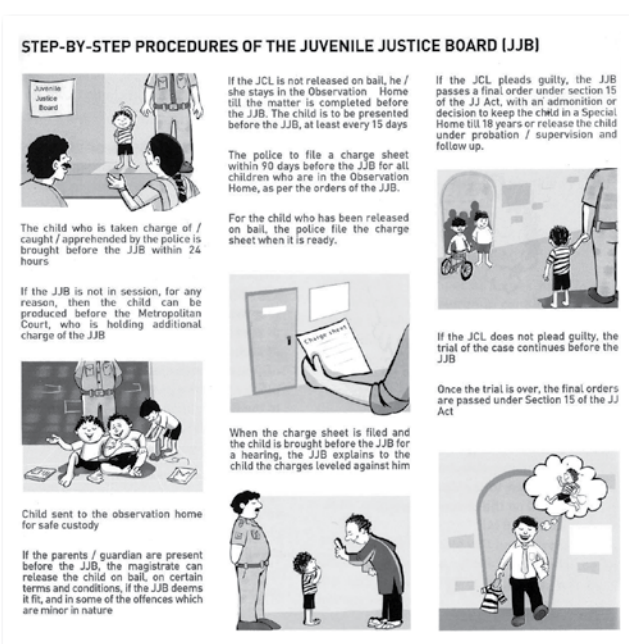 STEP-BY-STEP PROCEDURES OF THE JUVENILE JUSTICE BOARD (JJB)
Juvenile
Justice
Board
The child who is taken charge of /
caught / apprehended by the police is
brought before the JJB within 24
hours
If the JJB is not in session, for any
reason, then the child can be
produced before the Metropolitan
Court, who is holding additional
charge of the JJB
Child sent to the observation home
for safe custody
If the parents / guardian are present
before the JJB, the magistrate can
release the child on bail, on certain
terms and conditions, if the JJB deems
it fit, and in some of the offences which
are minor in nature
If the JCL is not released on bail, he /
she stays in the Observation Home
till the matter is completed before
the JJB. The child is to be presented
before the JJB, at least every 15 days
The police to file a charge sheet
within 90 days before the JJB for all
children who are in the Observation
Home, as per the orders of the JJB.
For the child who has been released
on bail, the police file the charge
sheet when it is ready.
Charge sheet
When the charge sheet is filed and
the child is brought before the JJB for
a hearing, the JJB explains to the
child the charges leveled against him
If the JCL pleads guilty, the JJB
passes a final order under section 15
of the JJ Act, with an admonition or
decision to keep the child in a Special
Home till 18 years or release the child
under probation / supervision and
follow up.
If the JCL does not plead guilty, the
trial of the case continues before the
JJB
Once the trial is over, the final orders
are passed under Section 15 of the JJ
Act